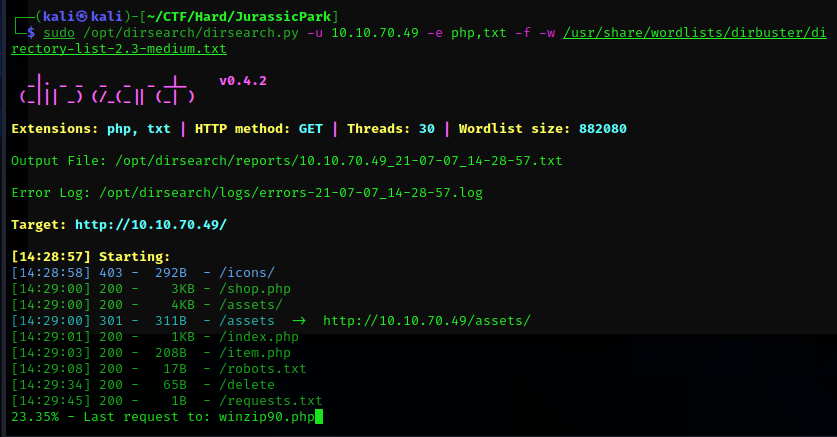 ┌──(kali㉿kali)-[~/CTF/Hard/JurassicPark]
└─$ sudo /opt/dirsearch/dirsearch.py -u 10.10.70.49 -e php,txt -f -w /usr/share/wordlists/dirbuster/di
rectory-list-2.3-medium.txt
_|. _ _  _  _  _ _|_    v0.4.2
(_||| _) (/_(_|| (_| )
Extensions: php, txt | HTTP method: GET | Threads: 30 | Wordlist size: 882080
Output File: /opt/dirsearch/reports/10.10.70.49_21-07-07_14-28-57.txt
Error Log: /opt/dirsearch/logs/errors-21-07-07_14-28-57.log
Target: http://10.10.70.49/
[14:28:57] Starting:
[14:28:58] 403 -  292B  - /icons/
[14:29:00] 200 -    3KB - /shop.php
[14:29:00] 200 -    4KB - /assets/
[14:29:00] 301 -  311B  - /assets  ->  http://10.10.70.49/assets/
[14:29:01] 200 -    1KB - /index.php
[14:29:03] 200 -  208B  - /item.php
[14:29:08] 200 -   17B  - /robots.txt
[14:29:34] 200 -   65B  - /delete
[14:29:45] 200 -    1B  - /requests.txt
23.35% - Last request to: winzip90.php